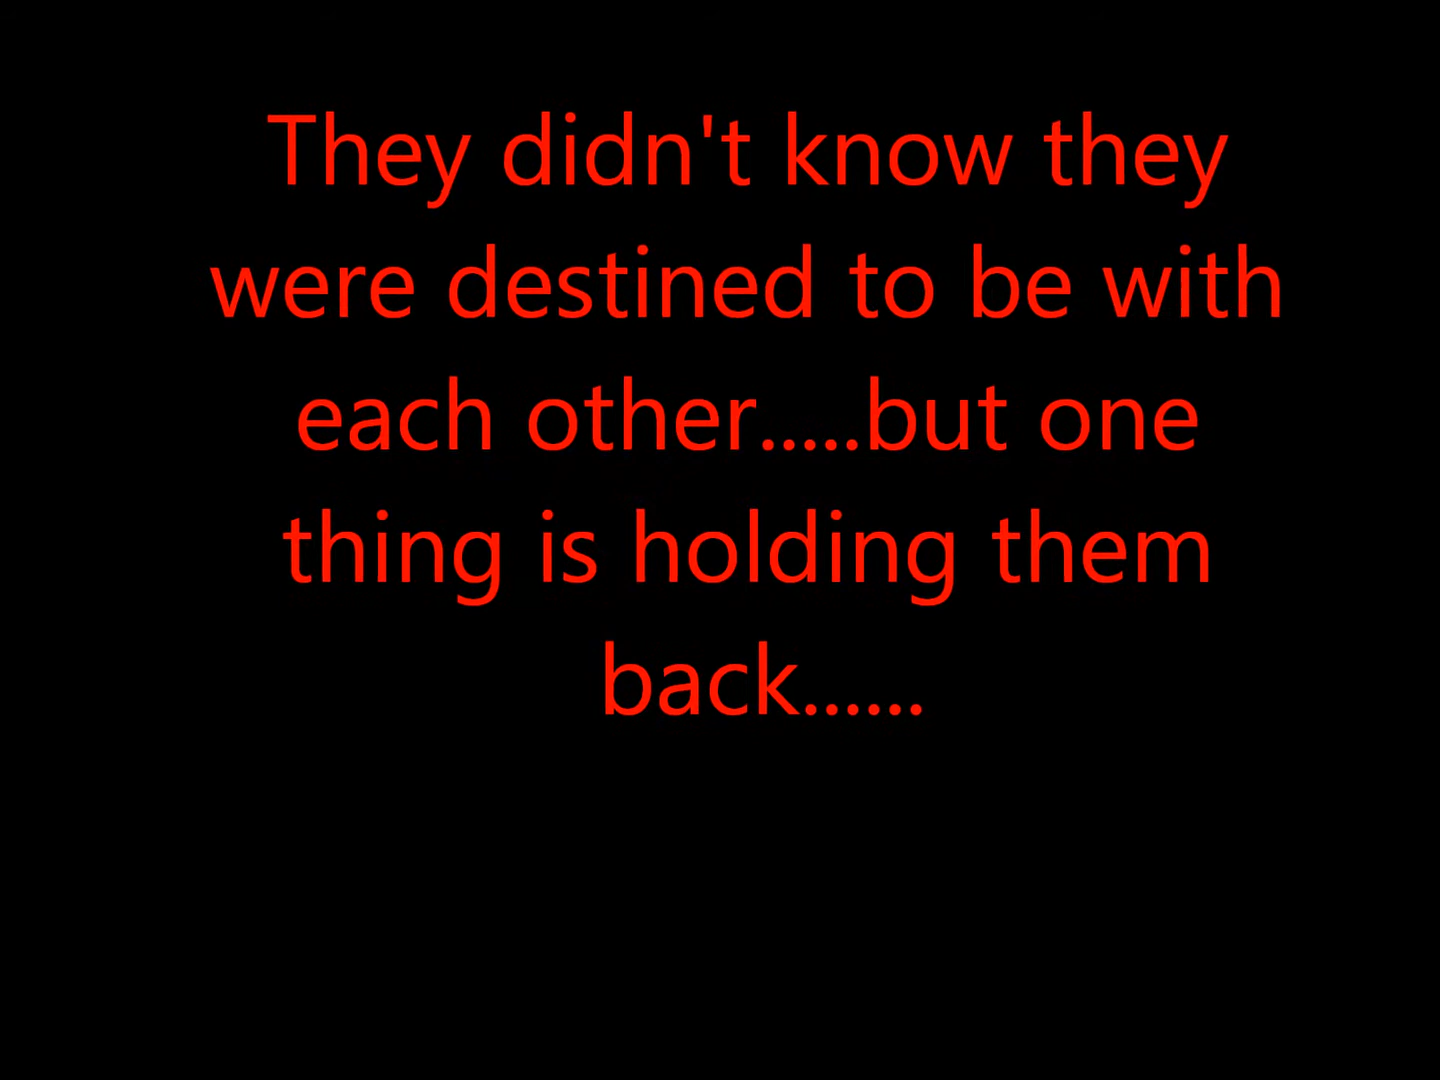 They didn't know they
were destined to be with
each other.....but one
thing is holding them
back......